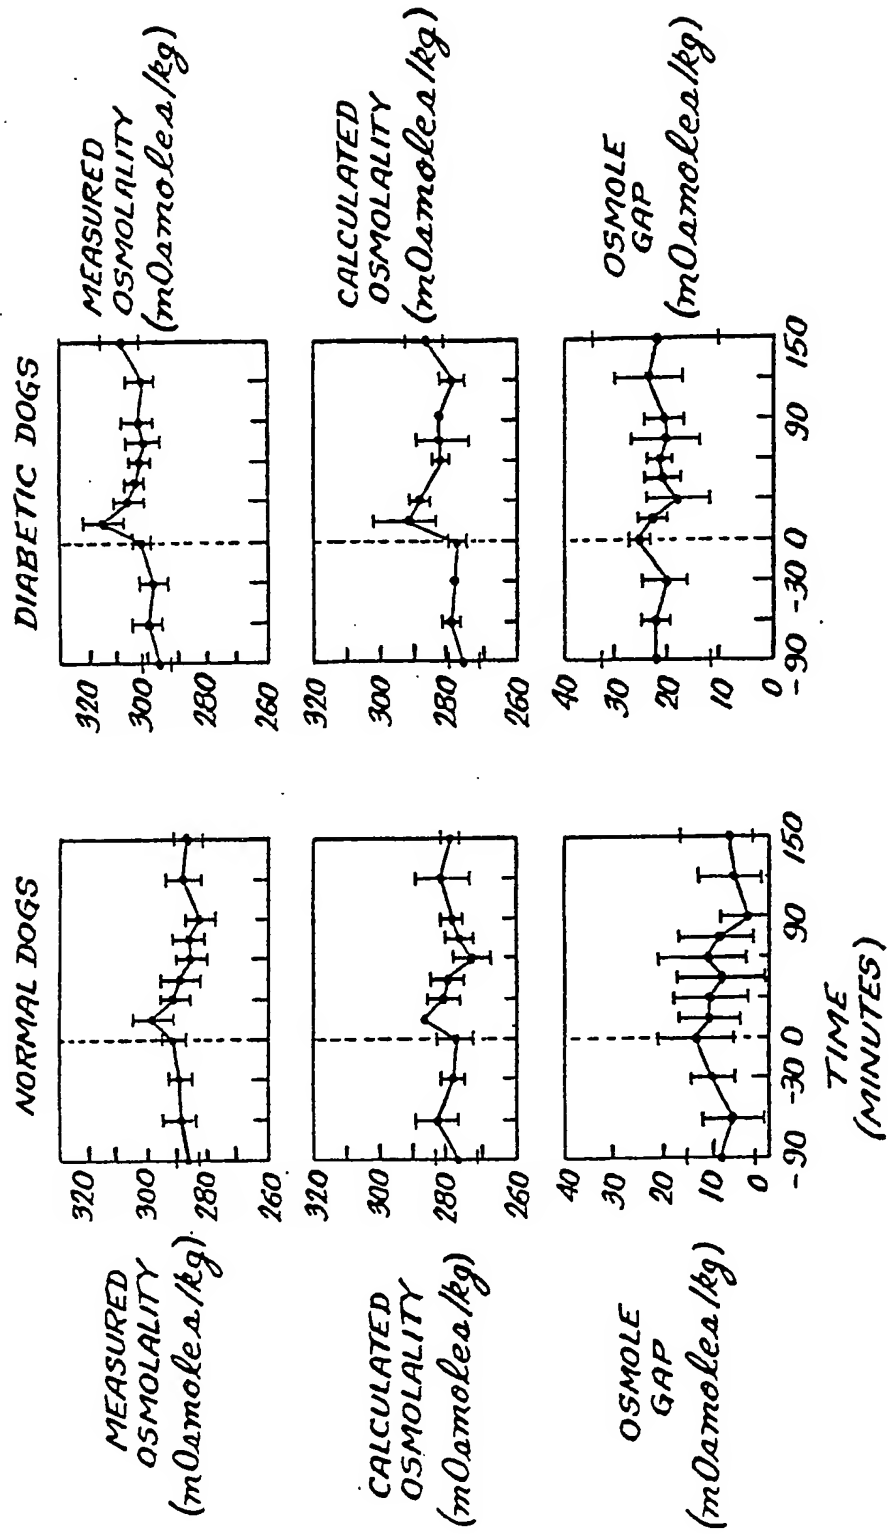 NORMAL DOGS
DIABETIC DOGS
MEASURED
OSMOLALITY
(mOsmoles/kg)
320
300
280
260
320
300
280
260
MEASURED
OSMOLALITY
(mOsmoles/kg)
CALCULATED
OSMOLALITY
(mOsmoles/kg)
320
300
280
260
320
300
280
260
CALCULATED
OSMOLALITY
(mOsmoles/kg)
OSMOLE
GAP
(mOsmoles/kg)
40
30
20
10
0
40
30
20
10
0
OSMOLE
GAP
(mOsmoles/kg)
-90 -30 0 90 150
-90 -30 0 90 150
TIME
(MINUTES)